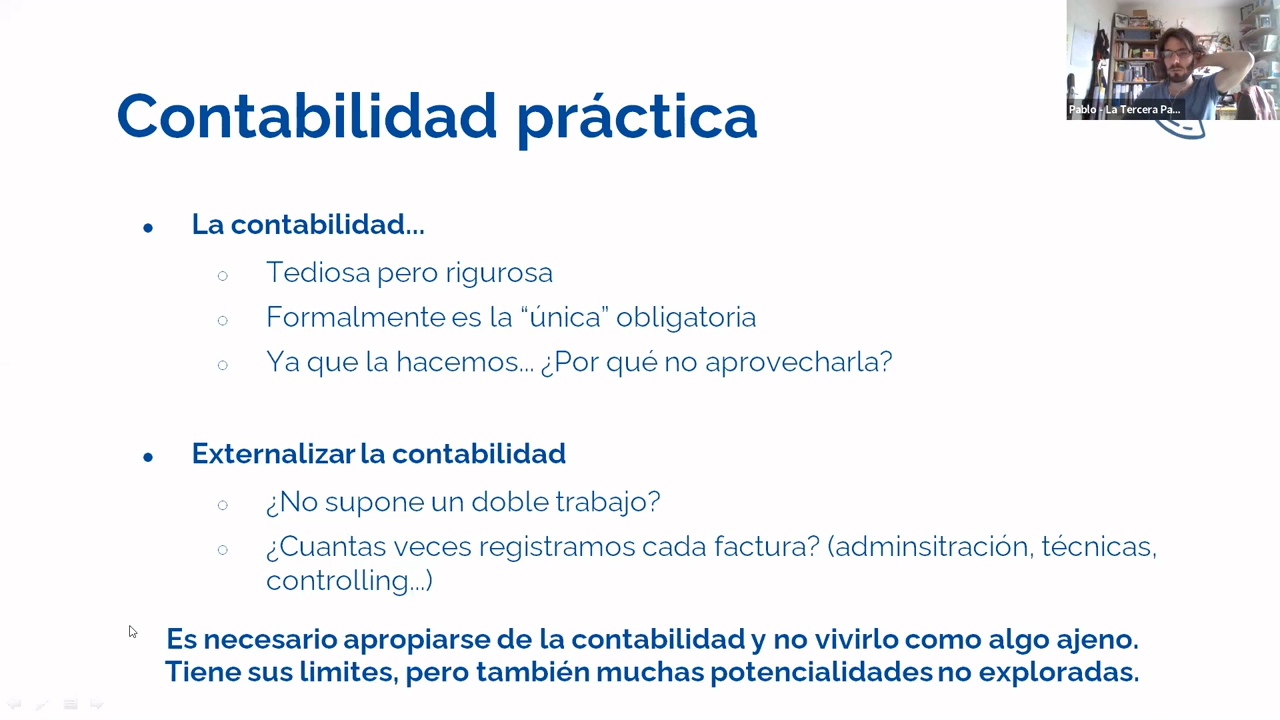 Contabilidad práctica
Pablo - La Tercera Pa...
● La contabilidad...
○ Tediosa pero rigurosa
○ Formalmente es la “única” obligatoria
○ Ya que la hacemos... ¿Por qué no aprovecharla?
● Externalizar la contabilidad
○ ¿No supone un doble trabajo?
○ ¿Cuantas veces registramos cada factura? (adminsitración, técnicas,
controlling...)
Es necesario apropiarse de la contabilidad y no vivirlo como algo ajeno.
Tiene sus limites, pero también muchas potencialidades no exploradas.